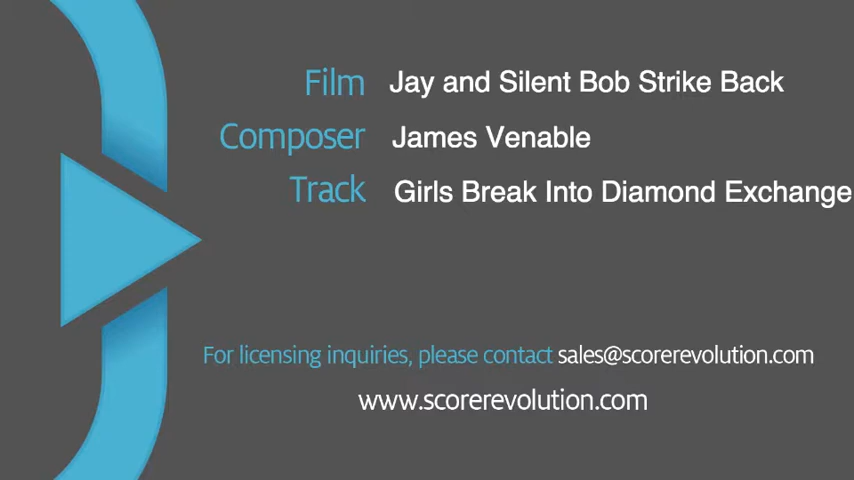 Film Jay and Silent Bob Strike Back
Composer James Venable
Track Girls Break Into Diamond Exchange
For licensing inquiries, please contact sales@scorerevolution.com
www.scorerevolution.com